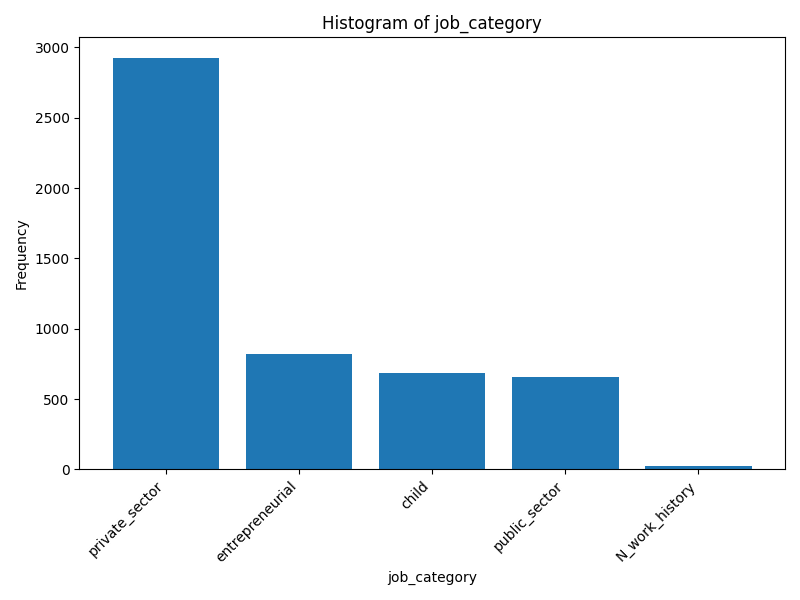 Histogram of job_category
Frequency
3000
2500
2000
1500
1000
500
0
private_sector
entrepreneurial
child
public_sector
N_work_history
job_category